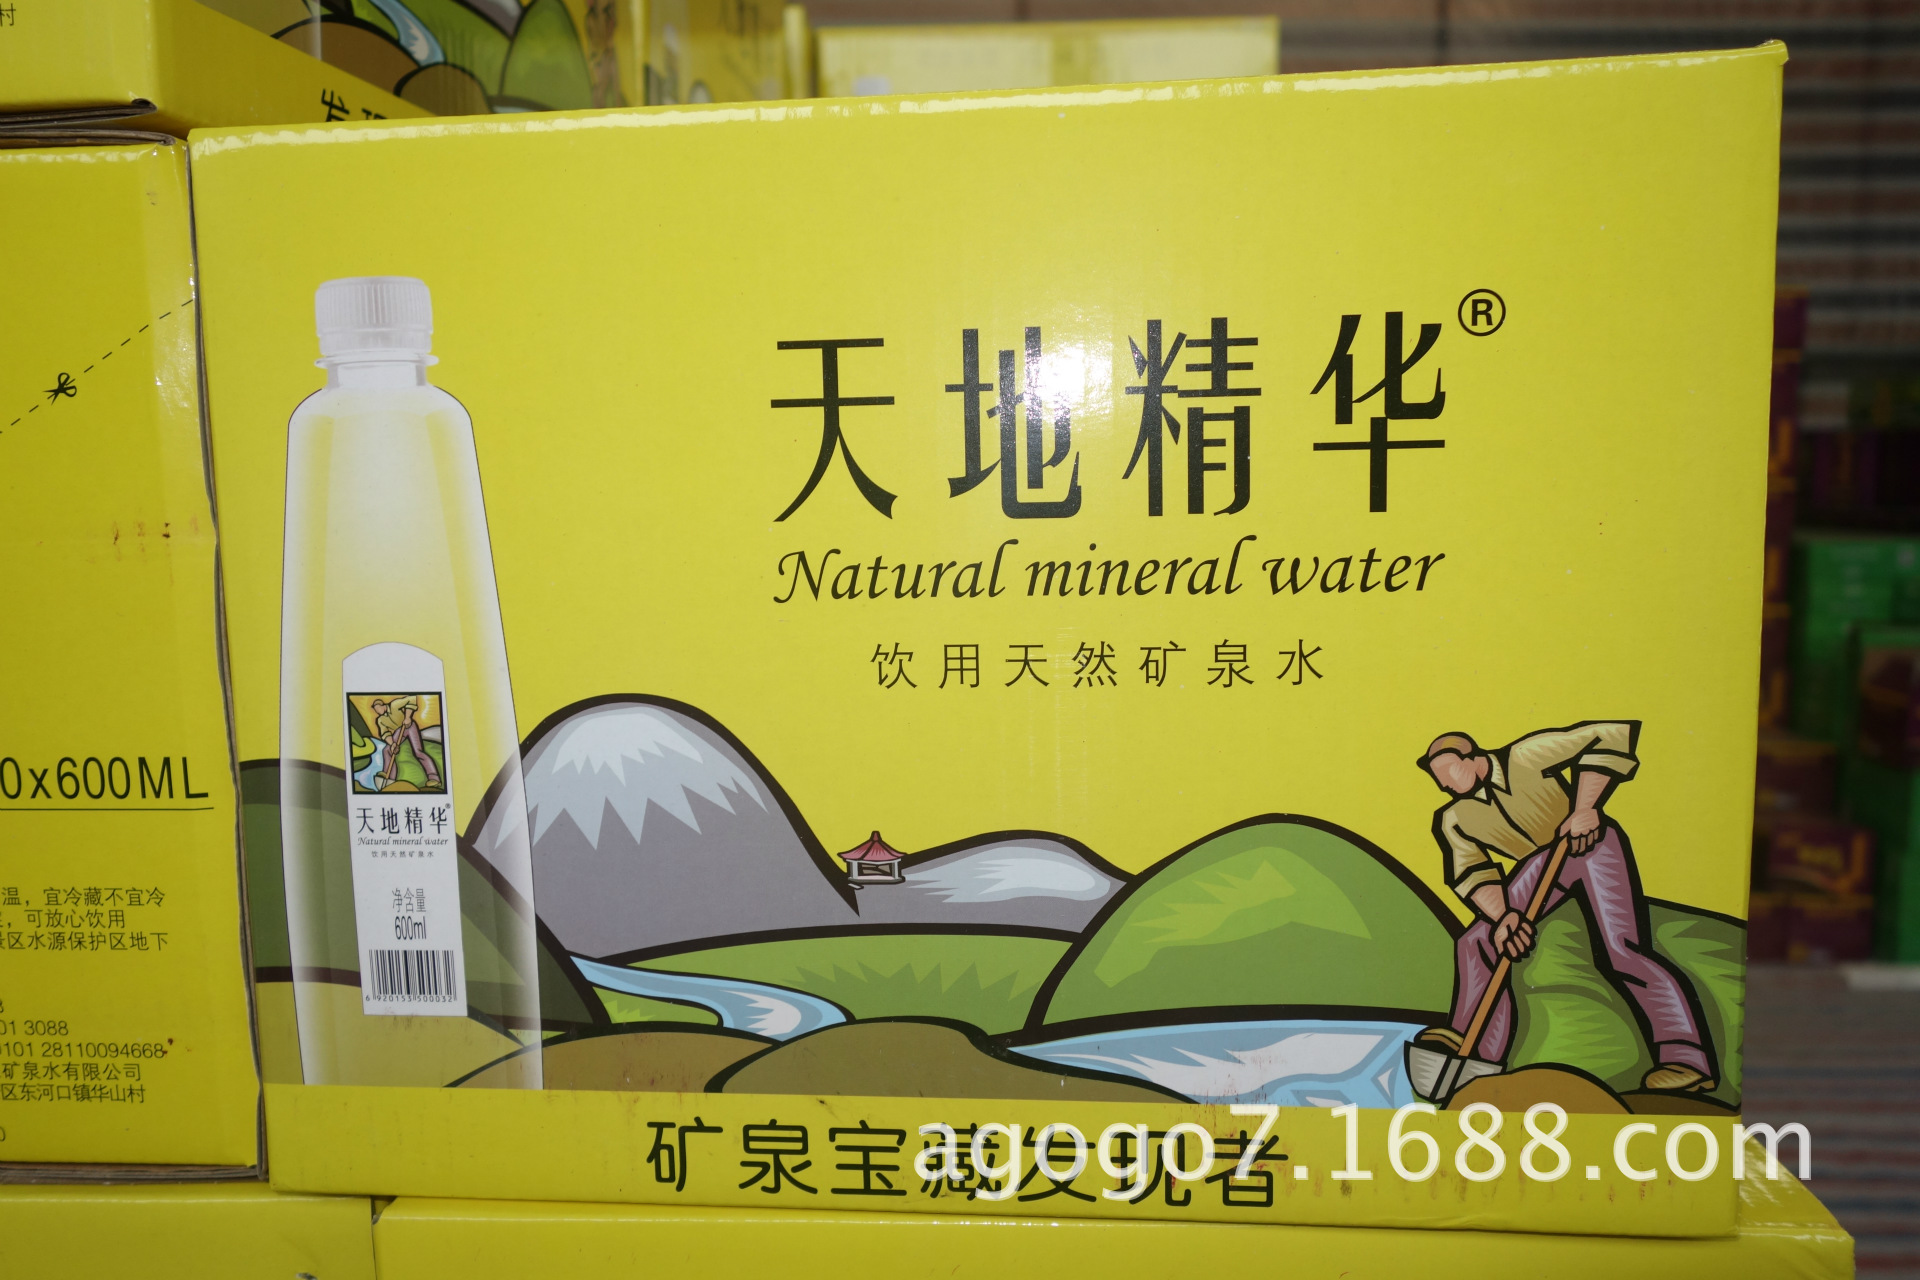 村
天地精华®
Natural mineral water
饮用天然矿泉水
天地精华®
Natural mineral water
饮用天然矿泉水
净含量
600ml
6 920153 500032
0x600ML
温，宜冷藏不宜冷
，可放心饮用
区水源保护区地下
01 3088
0101 28110094668
矿泉水有限公司
区东河口镇华山村
矿泉宝藏发现者
agogo7.1688.com